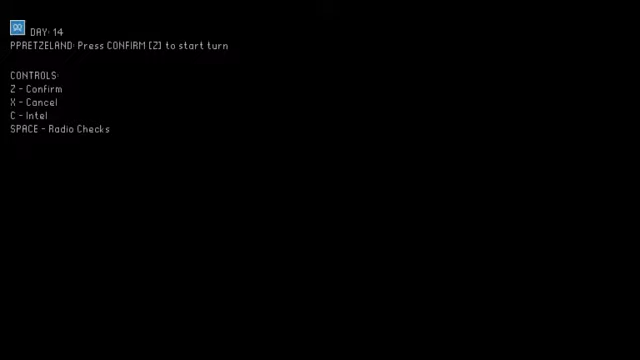 DAY: 14
PPRETZELAND: Press CONFIRM [Z] to start turn
CONTROLS:
Z - Confirm
X - Cancel
C - Intel
SPACE - Radio Checks